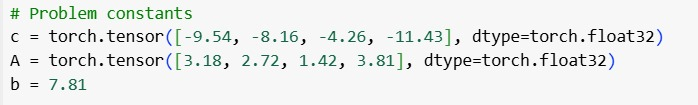 # Problem constants
c = torch.tensor([-9.54, -8.16, -4.26, -11.43], dtype=torch.float32)
A = torch.tensor([3.18, 2.72, 1.42, 3.81], dtype=torch.float32)
b = 7.81